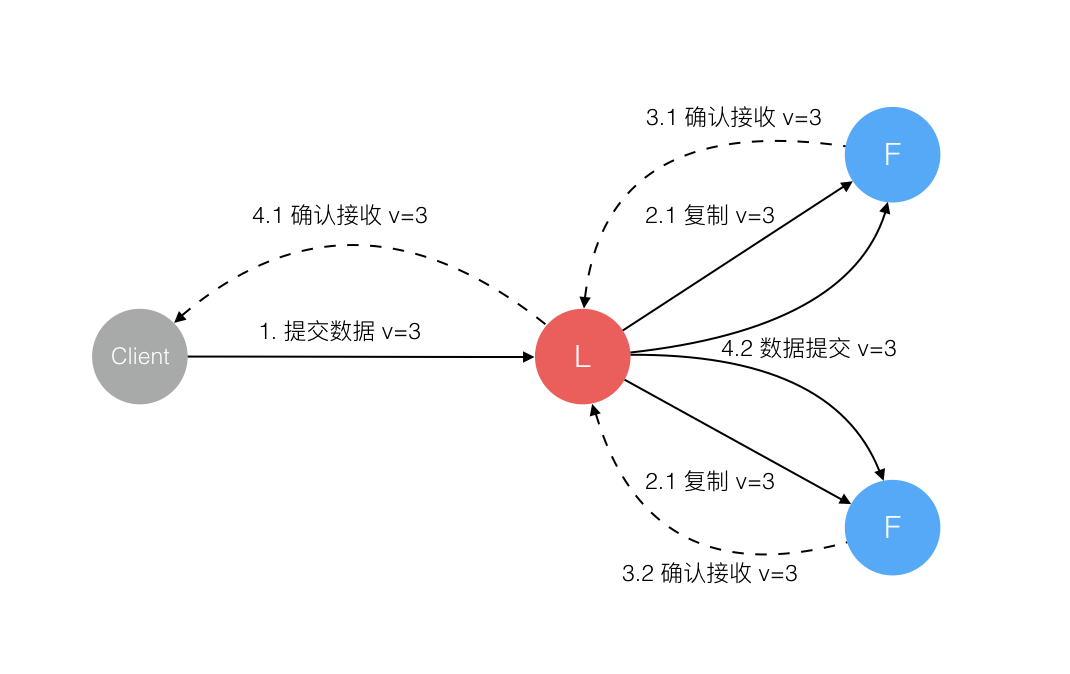 3.1 确认接收 v=3
F
2.1 复制 v=3
4.1 确认接收 v=3
1. 提交数据 v=3
Client
L
4.2 数据提交 v=3
2.1 复制 v=3
F
3.2 确认接收 v=3